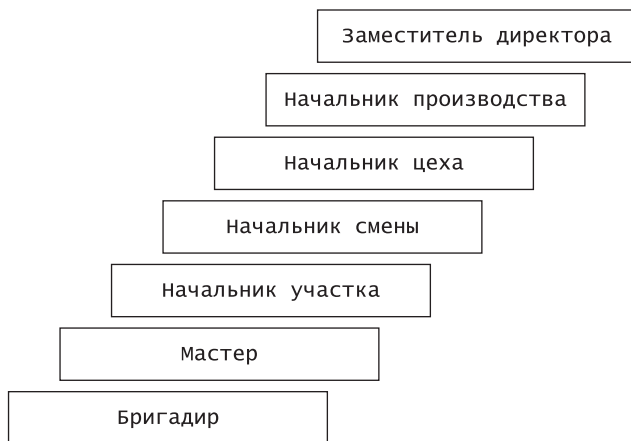 Заместитель директора
Начальник производства
Начальник цеха
Начальник смены
Начальник участка
Мастер
Бригадир